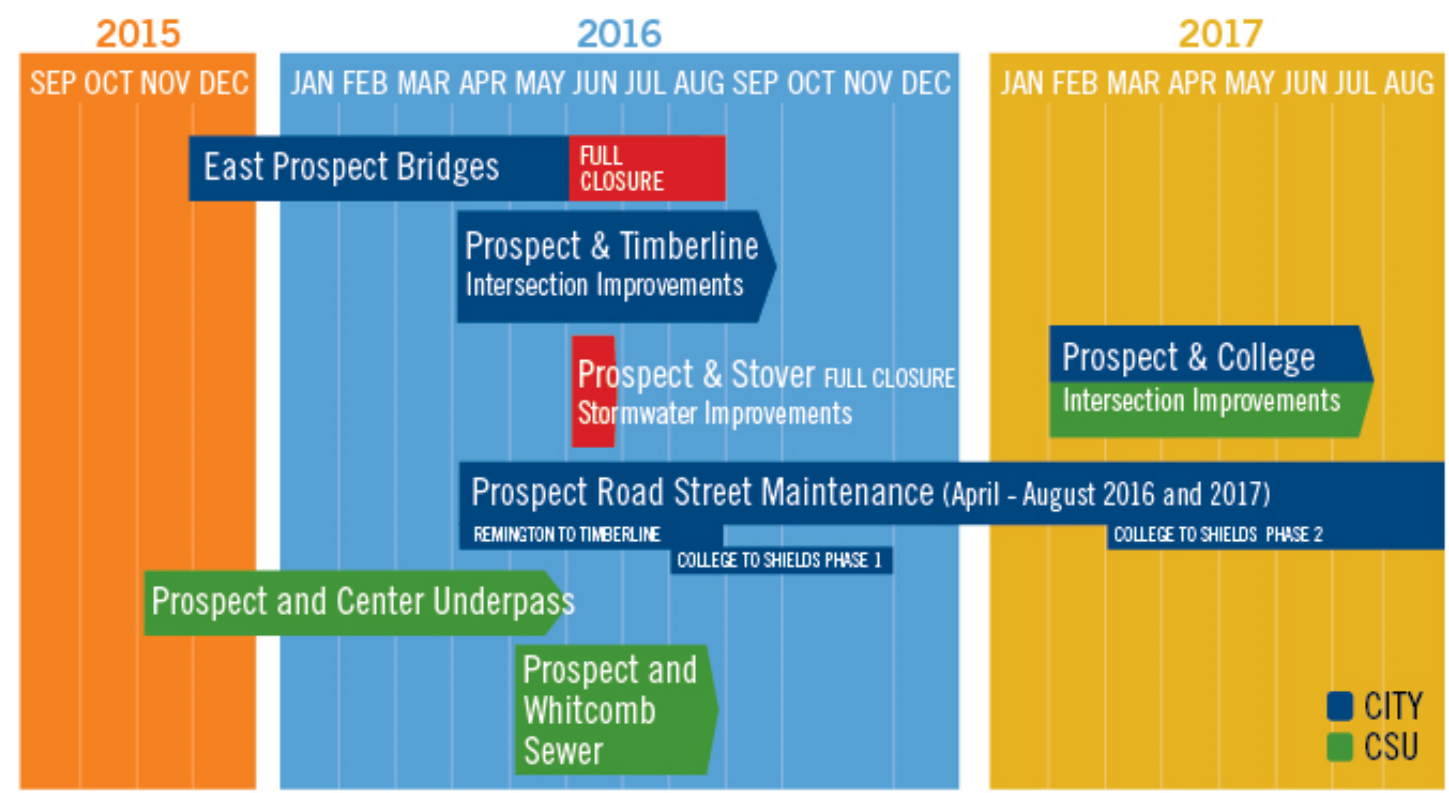 2015
2016
2017
SEP OCT NOV DEC
JAN FEB MAR APR MAY JUN JUL AUG SEP OCT NOV DEC
JAN FEB MAR APR MAY JUN JUL AUG
East Prospect Bridges
FULL
CLOSURE
Prospect & Timberline
Intersection Improvements
Prospect & Stover FULL CLOSURE
Stormwater Improvements
Prospect & College
Intersection Improvements
Prospect Road Street Maintenance (April - August 2016 and 2017)
REMINGTON TO TIMBERLINE
COLLEGE TO SHIELDS PHASE 2
COLLEGE TO SHIELDS PHASE 1
Prospect and Center Underpass
Prospect and
Whitcomb
Sewer
CITY
CSU